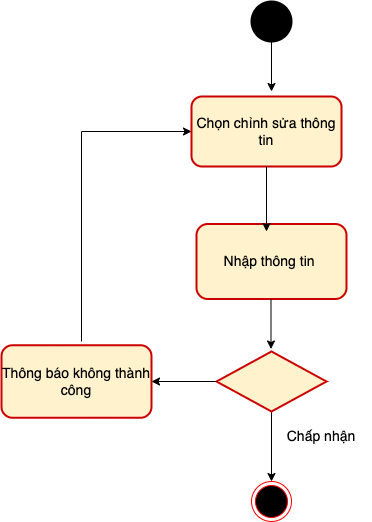 Chọn chỉnh sửa thông
tin
Nhập thông tin
Thông báo không thành
công
Chấp nhận